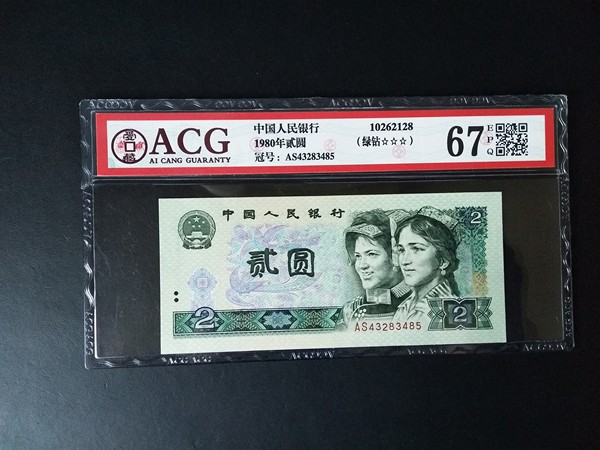 ACG
AI CANG GUARANTY
中国人民银行
1980年贰圆
冠号: AS43283485
10262128
(绿钻☆☆☆)
67
EPQ
中国人民银行
2
贰圆
2
2
AS43283485